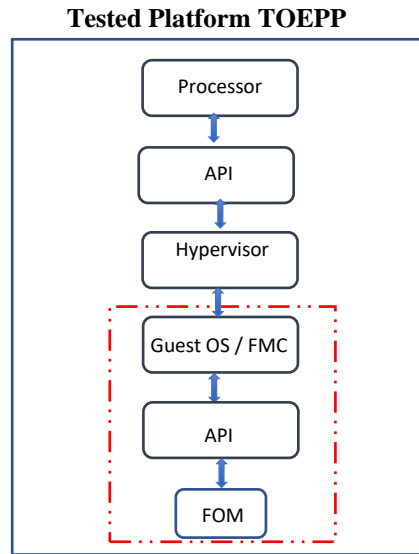 Tested Platform TOEPP
Processor
API
Hypervisor
Guest OS / FMC
API
FOM